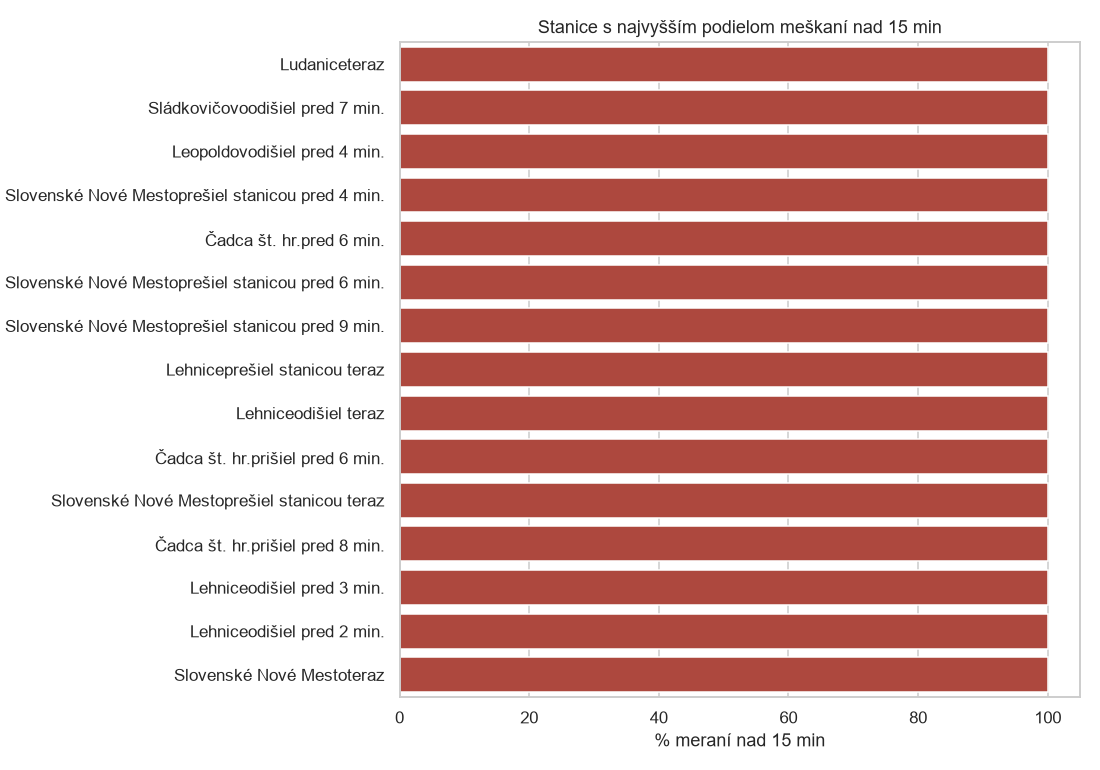 Stanice s najvyšším podielom meškaní nad 15 min
Ludaniceteraz
Sládkovičovoodišiel pred 7 min.
Leopoldovodišiel pred 4 min.
Slovenské Nové Mestoprešiel stanicou pred 4 min.
Čadca št. hr.pred 6 min.
Slovenské Nové Mestoprešiel stanicou pred 6 min.
Slovenské Nové Mestoprešiel stanicou pred 9 min.
Lehniceprešiel stanicou teraz
Lehniceodišiel teraz
Čadca št. hr.prišiel pred 6 min.
Slovenské Nové Mestoprešiel stanicou teraz
Čadca št. hr.prišiel pred 8 min.
Lehniceodišiel pred 3 min.
Lehniceodišiel pred 2 min.
Slovenské Nové Mestoteraz
0 20 40 60 80 100
% meraní nad 15 min